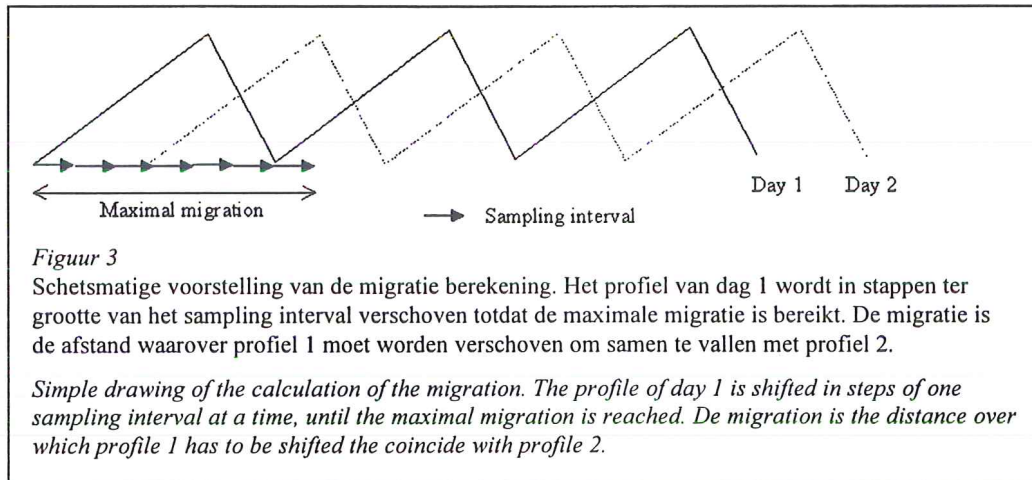 Day 1
Day 2
Maximal migration
Sampling interval
Figuur 3
Schetsmatige voorstelling van de migratie berekening. Het profiel van dag 1 wordt in stappen ter
grootte van het sampling interval verschoven totdat de maximale migratie is bereikt. De migratie is
de afstand waarover profiel 1 moet worden verschoven om samen te vallen met profiel 2.
Simple drawing of the calculation of the migration. The profile of day 1 is shifted in steps of one
sampling interval at a time, until the maximal migration is reached. De migration is the distance over
which profile 1 has to be shifted the coincide with profile 2.